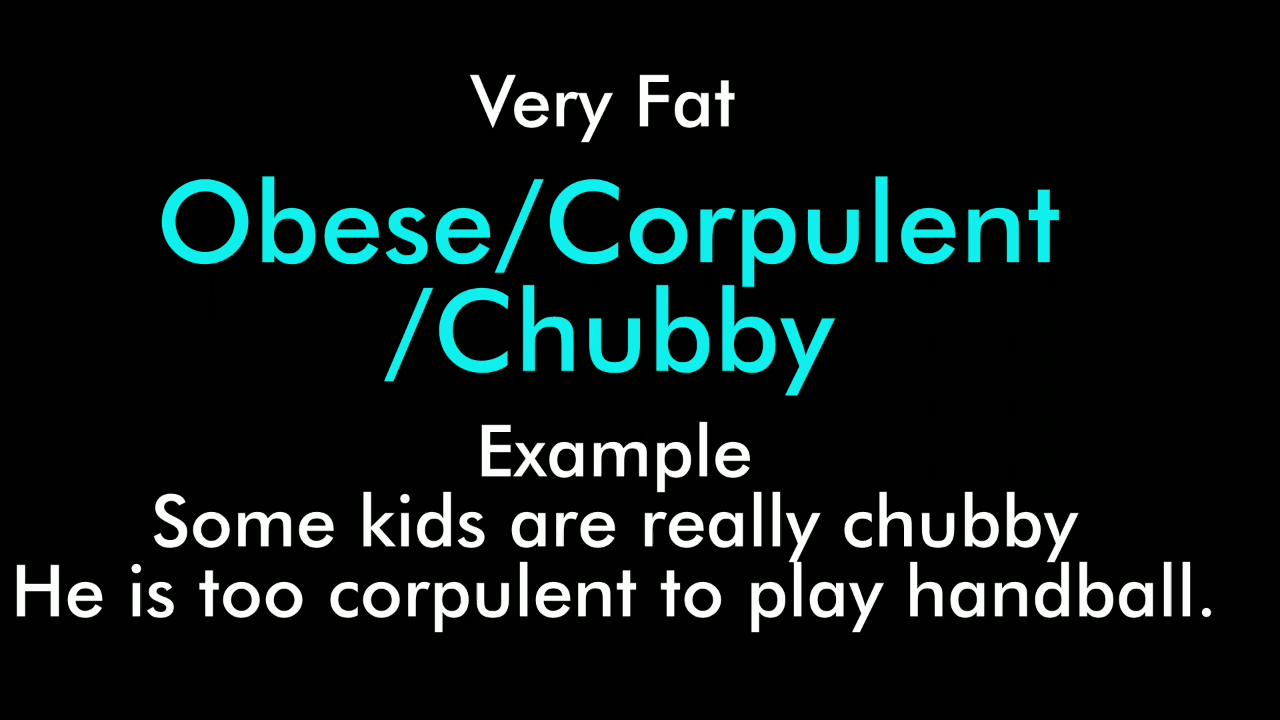 Very Fat
Obese/Corpulent
/Chubby
Example
Some kids are really chubby
He is too corpulent to play handball.